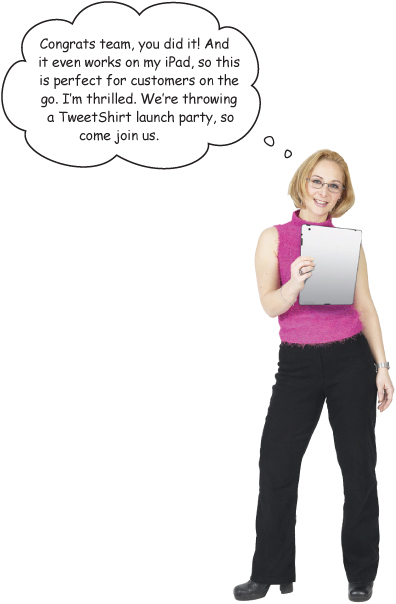 Congrats team, you did it! And
it even works on my iPad, so this
is perfect for customers on the
go. I'm thrilled. We're throwing
a TweetShirt launch party, so
come join us.